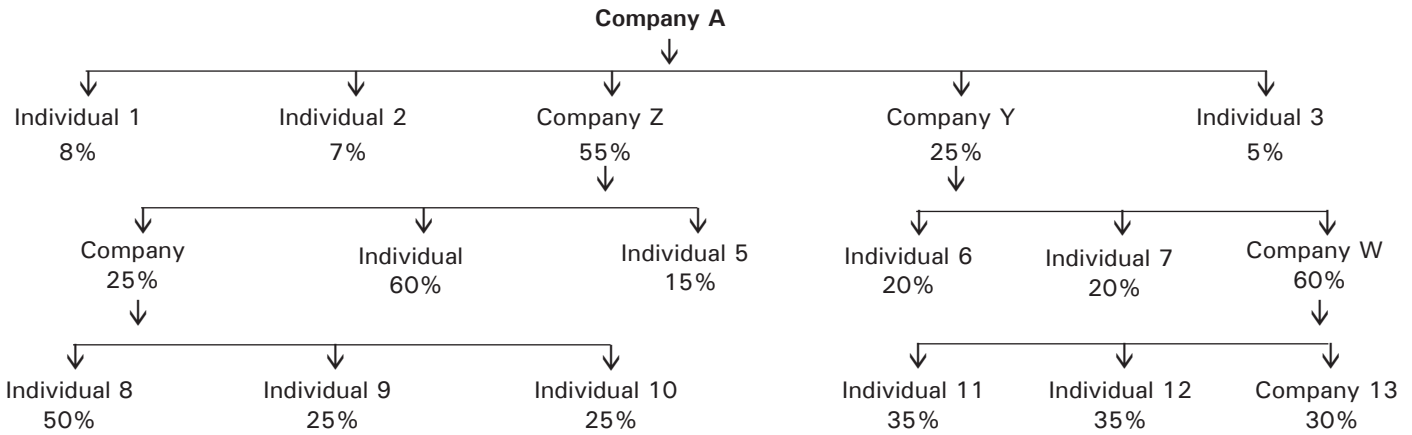 Company A
Individual 1 Individual 2 Company Z Company Y Individual 3
8% 7% 55% 25% 5%
Company Individual Individual 5 Individual 6 Individual 7 Company W
25% 60% 15% 20% 20% 60%
Individual 8 Individual 9 Individual 10 Individual 11 Individual 12 Company 13
50% 25% 25% 35% 35% 30%